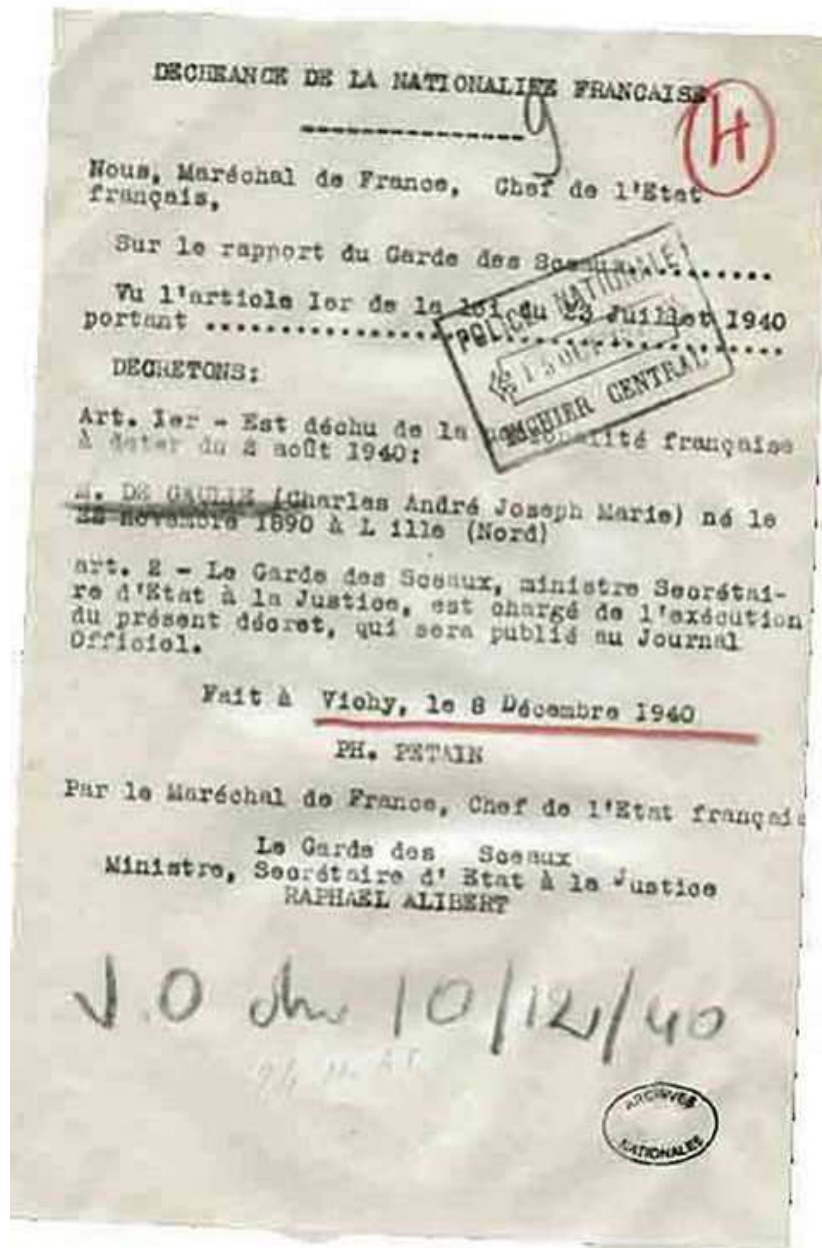 DECHEANCE DE LA NATIONALITE FRANCAISE
H
Nous, Maréchal de France, Chef de l'Etat
français,
Sur le rapport du Garde des Sceaux..........
Vu l'article Ier de la loi du 23 Juillet 1940
portant ........................................
POLICE NATIONALE
FICHIER CENTRAL
DECRETONS:
Art. Ier - Est déchu de la nationalité française
à dater du 2 août 1940:
M. DE GAULLE (Charles André Joseph Marie) né le
22 novembre 1890 à L ille (Nord)
art. 2 - Le Garde des Sceaux, ministre Secrétai-
re d'Etat à la Justice, est chargé de l'exécution
du présent décret, qui sera publié au Journal
Officiel.
Fait à Vichy, le 8 Décembre 1940
PH. PETAIN
Par le Maréchal de France, Chef de l'Etat françai
Le Garde des Sceaux
Ministre, Secrétaire d' Etat à la Justice
RAPHAEL ALIBERT
J.O du 10/12/40
ARCHIVES
NATIONALES